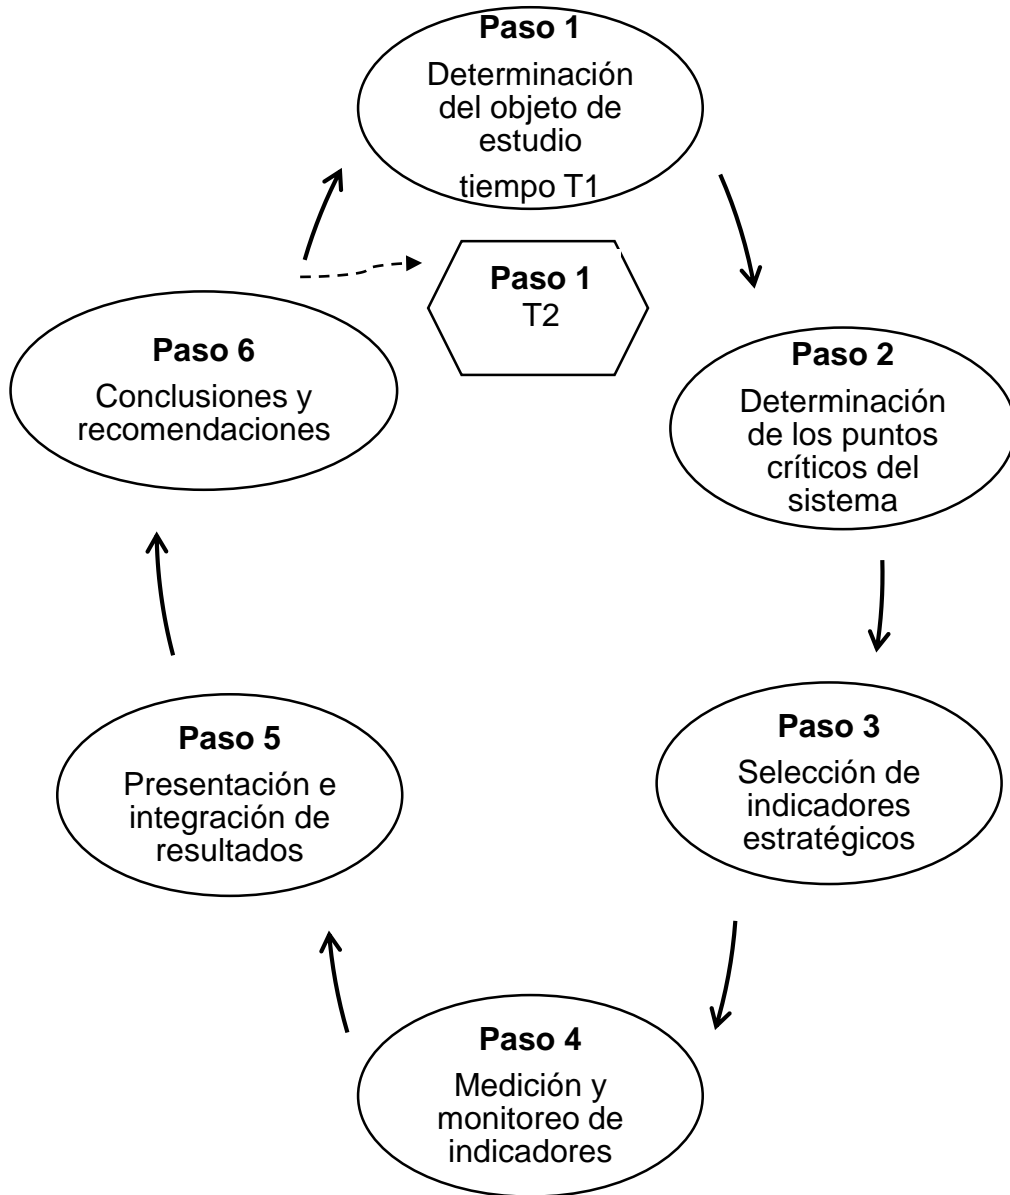 Paso 1
Determinación
del objeto de
estudio
tiempo T1
Paso 1
T2
Paso 2
Determinación
de los puntos
críticos del
sistema
Paso 3
Selección de
indicadores
estratégicos
Paso 4
Medición y
monitoreo de
indicadores
Paso 5
Presentación e
integración de
resultados
Paso 6
Conclusiones y
recomendaciones